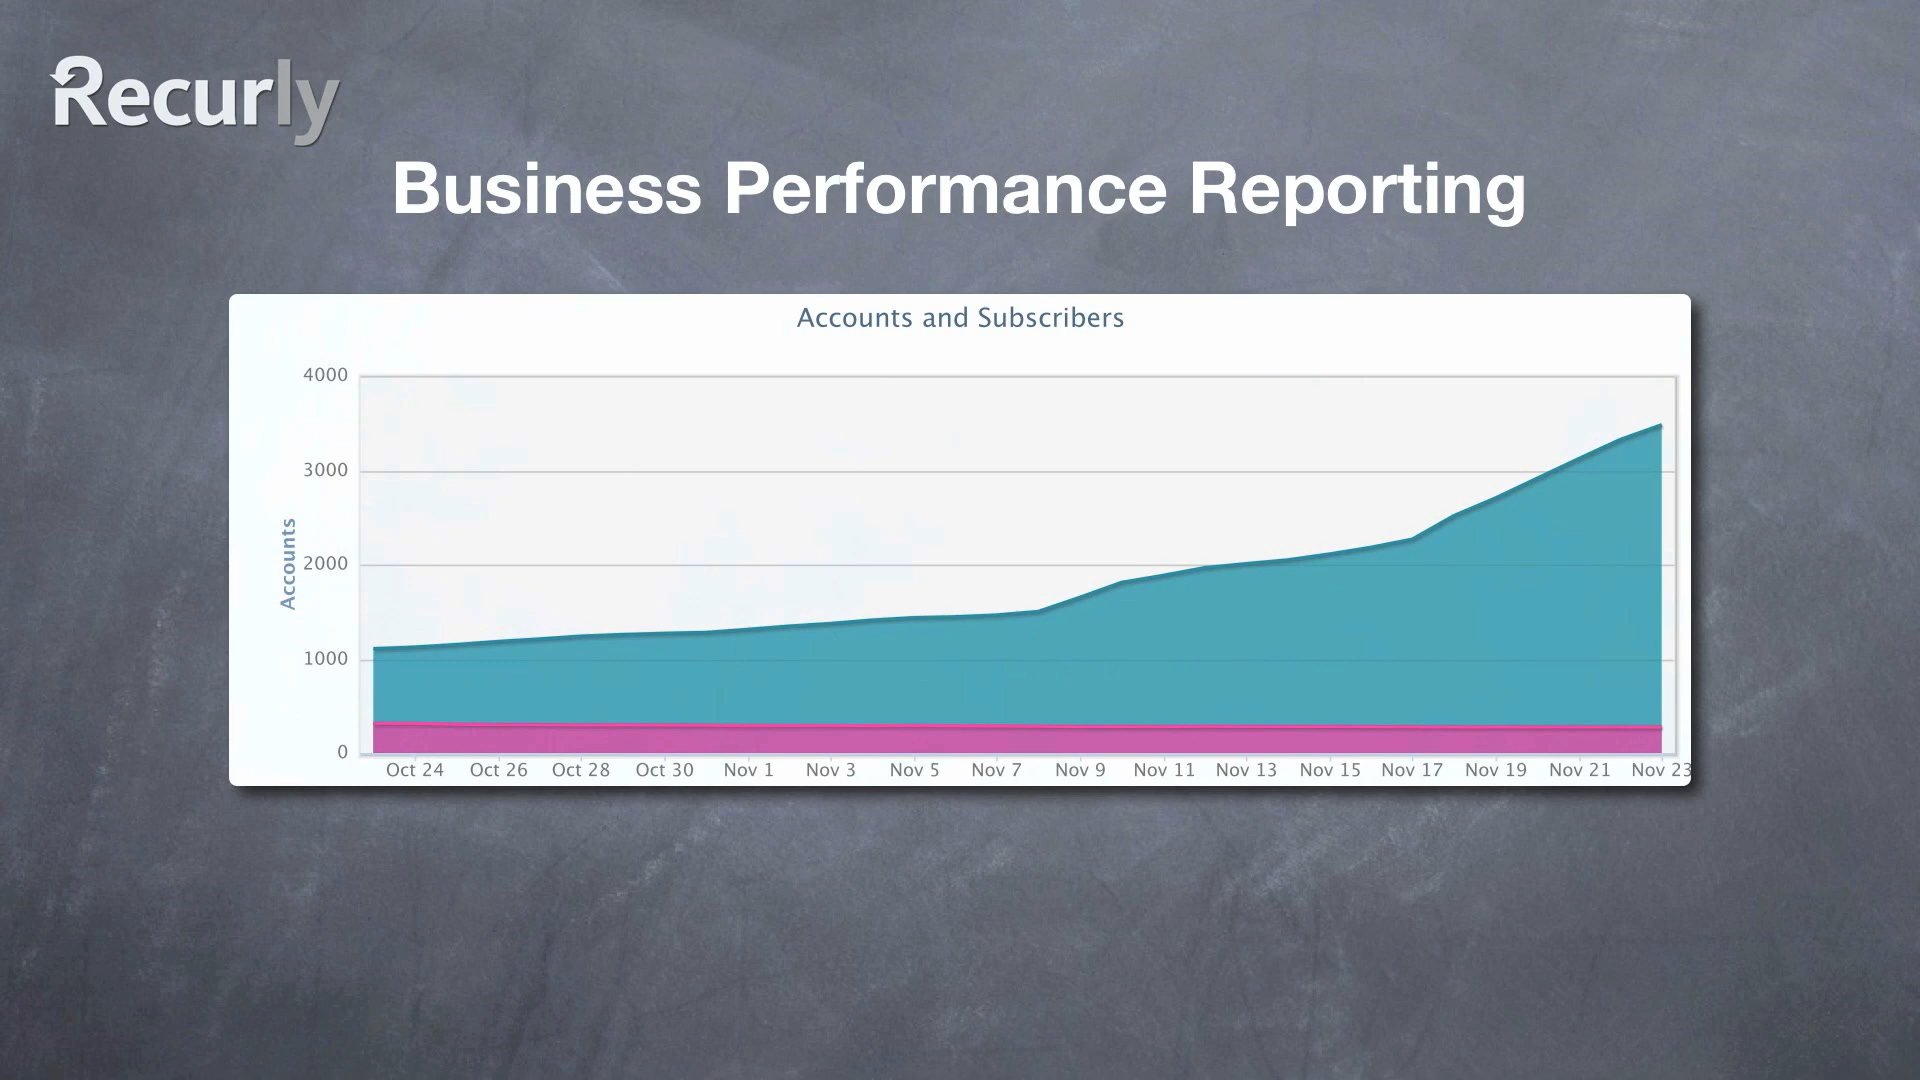 Recurly
Business Performance Reporting
Accounts and Subscribers
4000
3000
2000
1000
0
Accounts
Oct 24 Oct 26 Oct 28 Oct 30 Nov 1 Nov 3 Nov 5 Nov 7 Nov 9 Nov 11 Nov 13 Nov 15 Nov 17 Nov 19 Nov 21 Nov 23